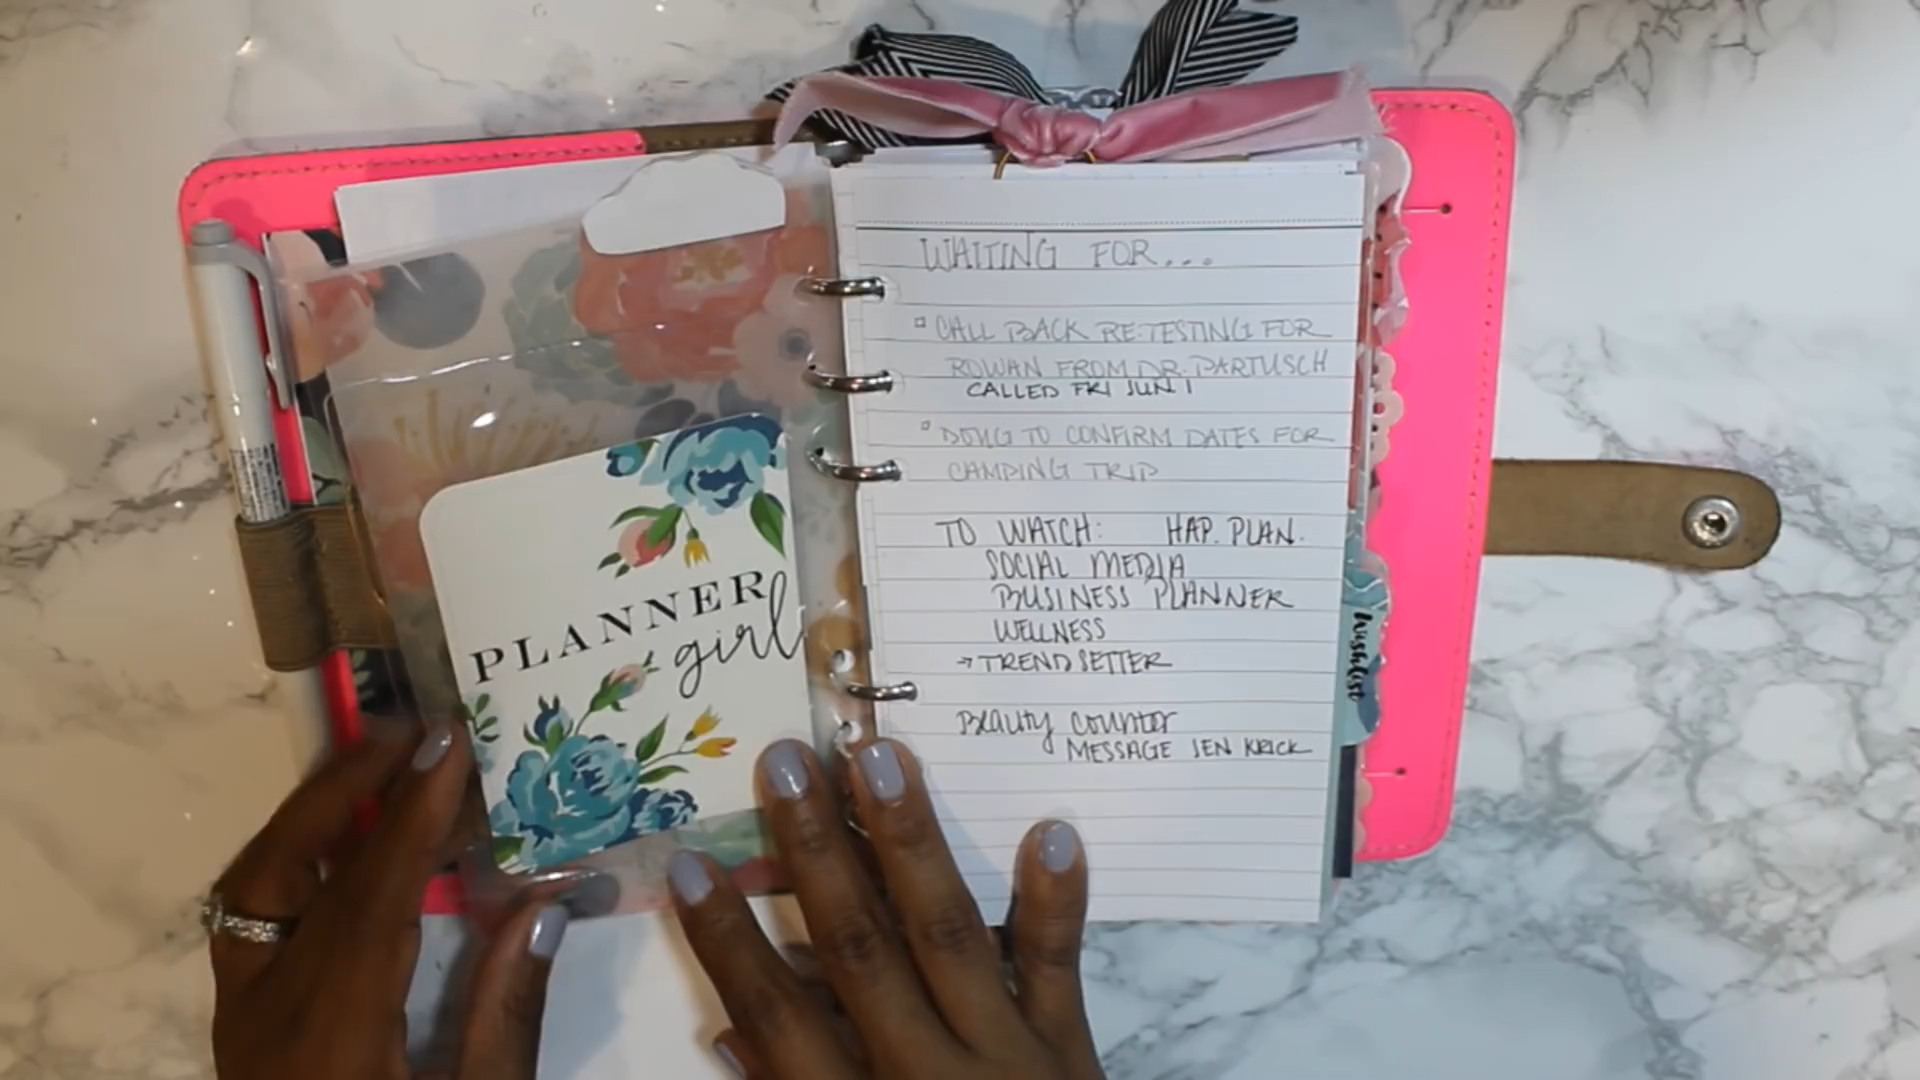 PLANNER
girl
WAITING FOR...
CALL BACK RE:TESTING FOR
ROWAN FROM DR. PARTUSCH
CALLED FRI JUN 1
DOUG TO CONFIRM DATES FOR
CAMPING TRIP
TO WATCH: HAP. PLAN.
SOCIAL MEDIA
BUSINESS PLANNER
WELLNESS
→ TRENDSETTER
Beauty Counter
MESSAGE JEN KRICK
Wishlist